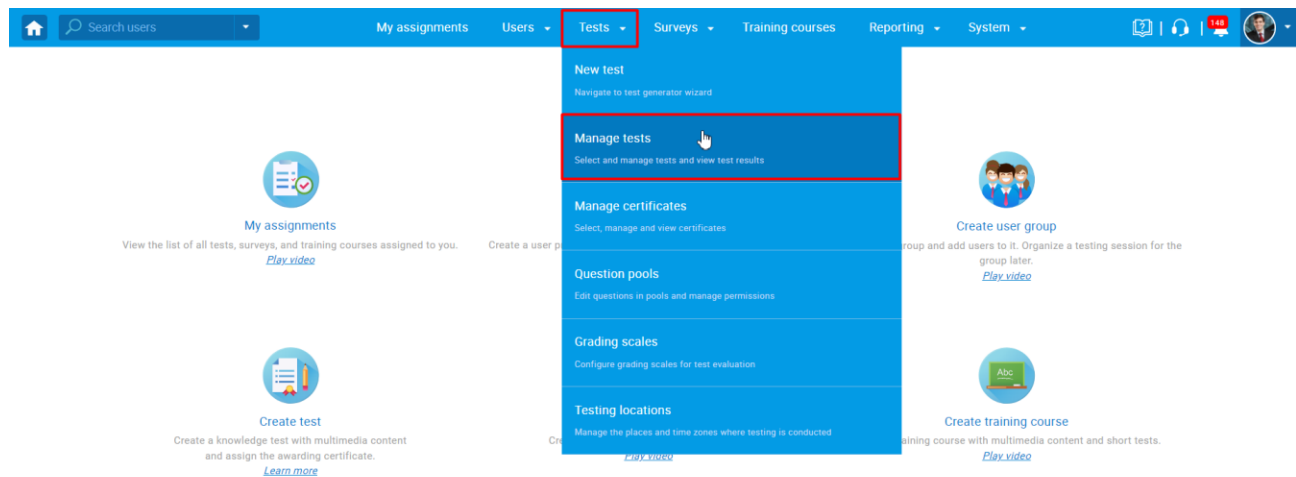 Search users
My assignments
Users
Tests
Surveys
Training courses
Reporting
System
148
New test
Navigate to test generator wizard
Manage tests
Select and manage tests and view test results
Manage certificates
Select, manage and view certificates
Question pools
Edit questions in pools and manage permissions
Grading scales
Configure grading scales for test evaluation
Testing locations
Manage the places and time zones where testing is conducted
My assignments
View the list of all tests, surveys, and training courses assigned to you.
Play video
Create a user
Create user group
group and add users to it. Organize a testing session for the
group later.
Play video
Create test
Create a knowledge test with multimedia content
and assign the awarding certificate.
Learn more
Play video
Abc
Create training course
training course with multimedia content and short tests.
Play video